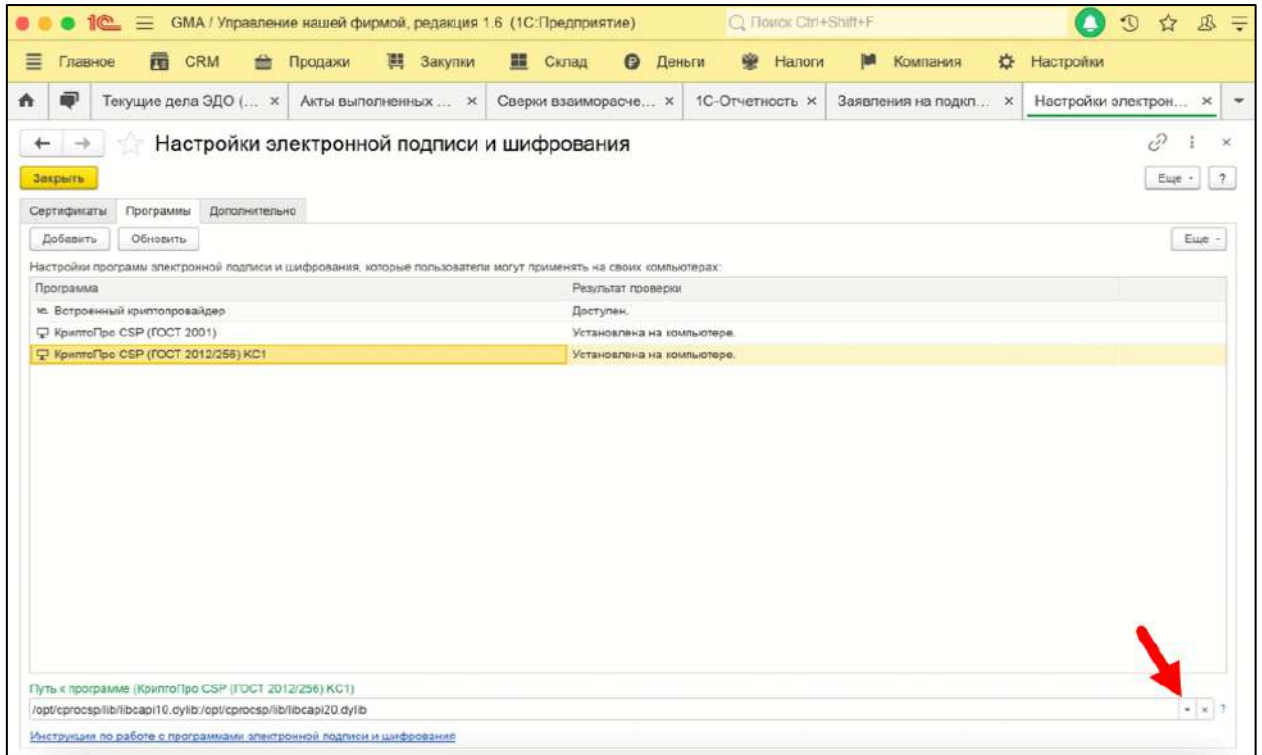 1С GMA / Управление нашей фирмой, редакция 1.6 (1С:Предприятие) Поиск Ctrl+Shift+F
Главное CRM Продажи Закупки Склад Деньги Налоги Компания Настройки
Текущие дела ЭДО (... × Акты выполненных ... × Сверки взаиморасче... × 1С-Отчетность × Заявления на подкл... × Настройки электрон... ×
Настройки электронной подписи и шифрования
Закрыть Еще ?
Сертификаты Программы Дополнительно
Добавить Обновить Еще
Настройки программ электронной подписи и шифрования, которые пользователи могут применять на своих компьютерах:
Программа Результат проверки
1С Встроенный криптопровайдер Доступен.
КриптоПро CSP (ГОСТ 2001) Установлена на компьютере.
КриптоПро CSP (ГОСТ 2012/256) КС1 Установлена на компьютере.
Путь к программе (КриптоПро CSP (ГОСТ 2012/256) КС1)
/opt/cprocsp/lib/libcapi10.dylib:/opt/cprocsp/lib/libcapi20.dylib × ?
Инструкции по работе с программами электронной подписи и шифрования